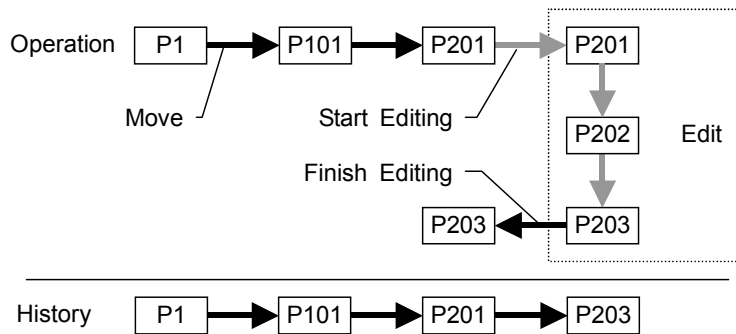 Operation P1 P101 P201 P201
Move Start Editing P202 Edit
Finish Editing
P203 P203
History P1 P101 P201 P203